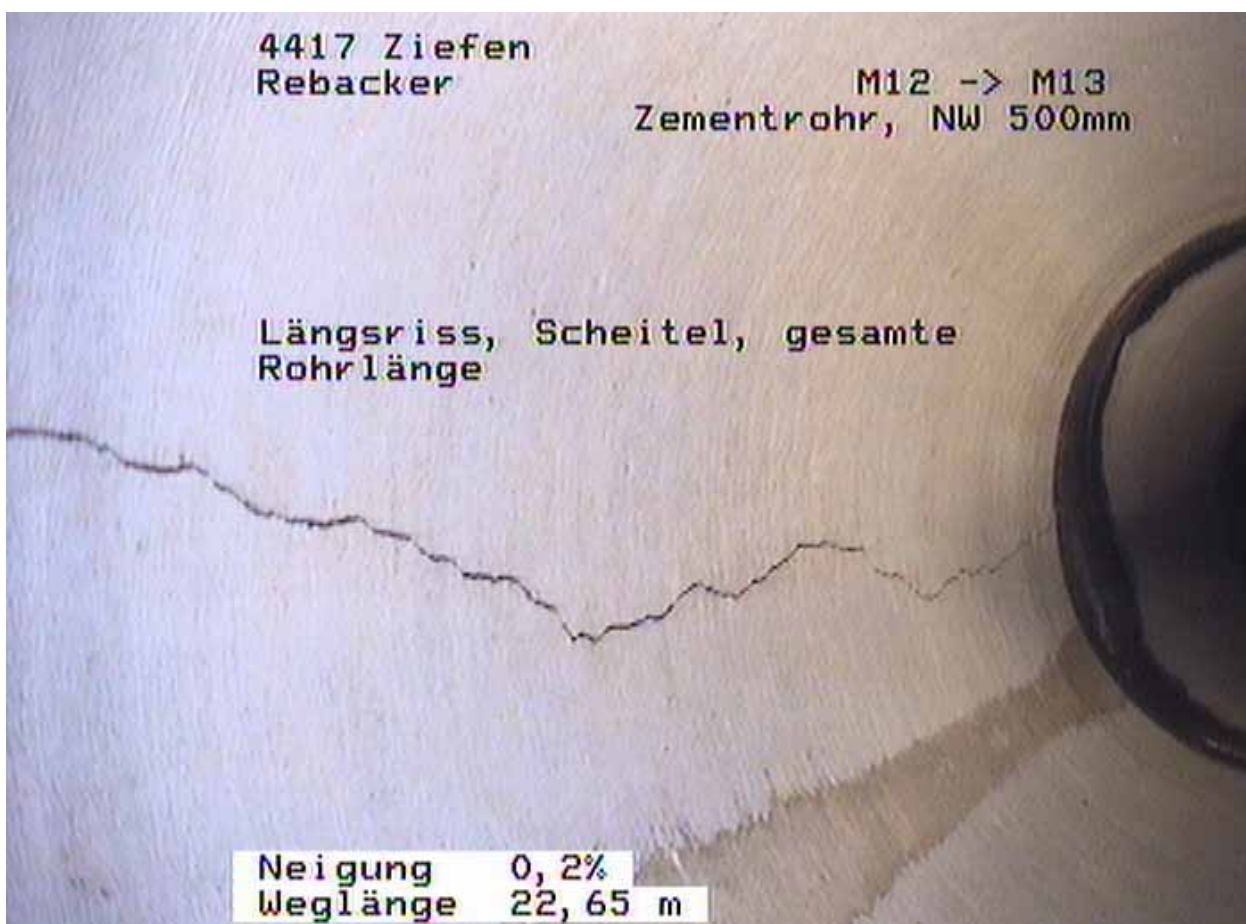 4417 Ziefen
Rebacker
M12 -> M13
Zementrohr, NW 500mm
Längsriss, Scheitel, gesamte
Rohrlänge
Neigung 0,2%
Weglänge 22,65 m